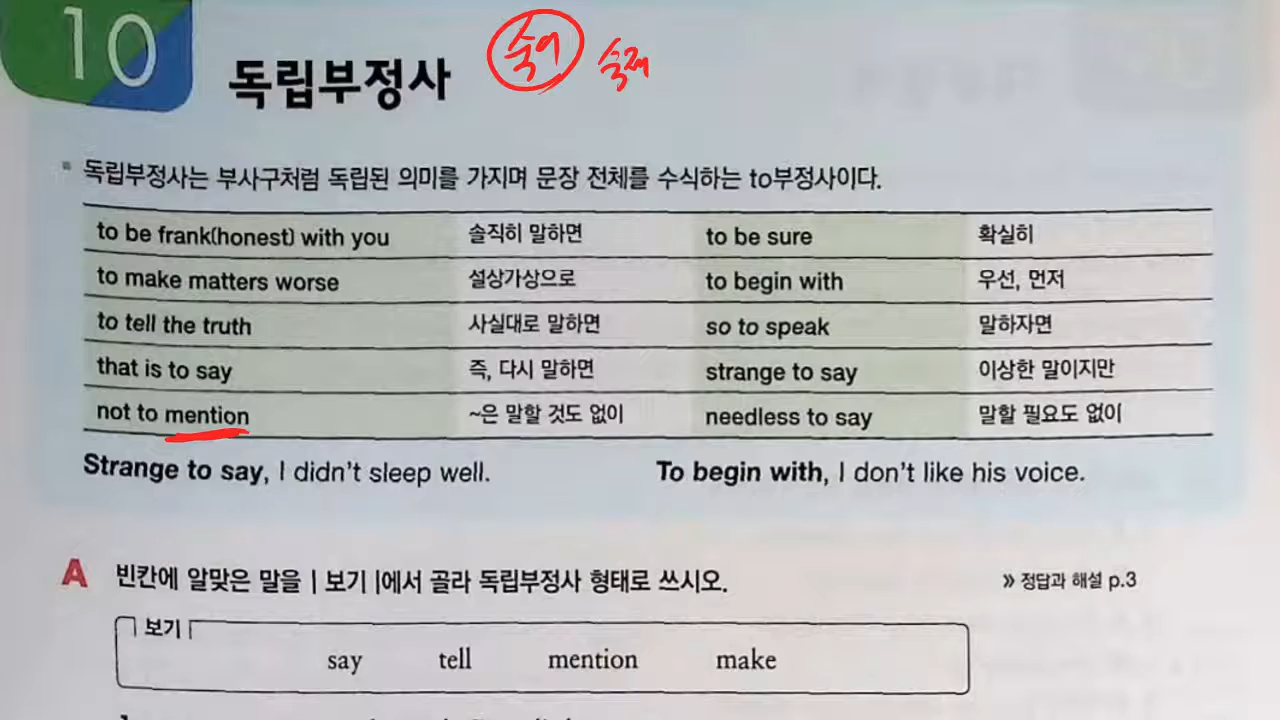 10
독립부정사
숙어
숙제
독립부정사는 부사구처럼 독립된 의미를 가지며 문장 전체를 수식하는 to부정사이다.
to be frank(honest) with you 솔직히 말하면 to be sure 확실히
to make matters worse 설상가상으로 to begin with 우선, 먼저
to tell the truth 사실대로 말하면 so to speak 말하자면
that is to say 즉, 다시 말하면 strange to say 이상한 말이지만
not to mention ~은 말할 것도 없이 needless to say 말할 필요도 없이
Strange to say, I didn't sleep well. To begin with, I don't like his voice.
A 빈칸에 알맞은 말을 | 보기 |에서 골라 독립부정사 형태로 쓰시오. » 정답과 해설 p.3
| 보기 |
say tell mention make